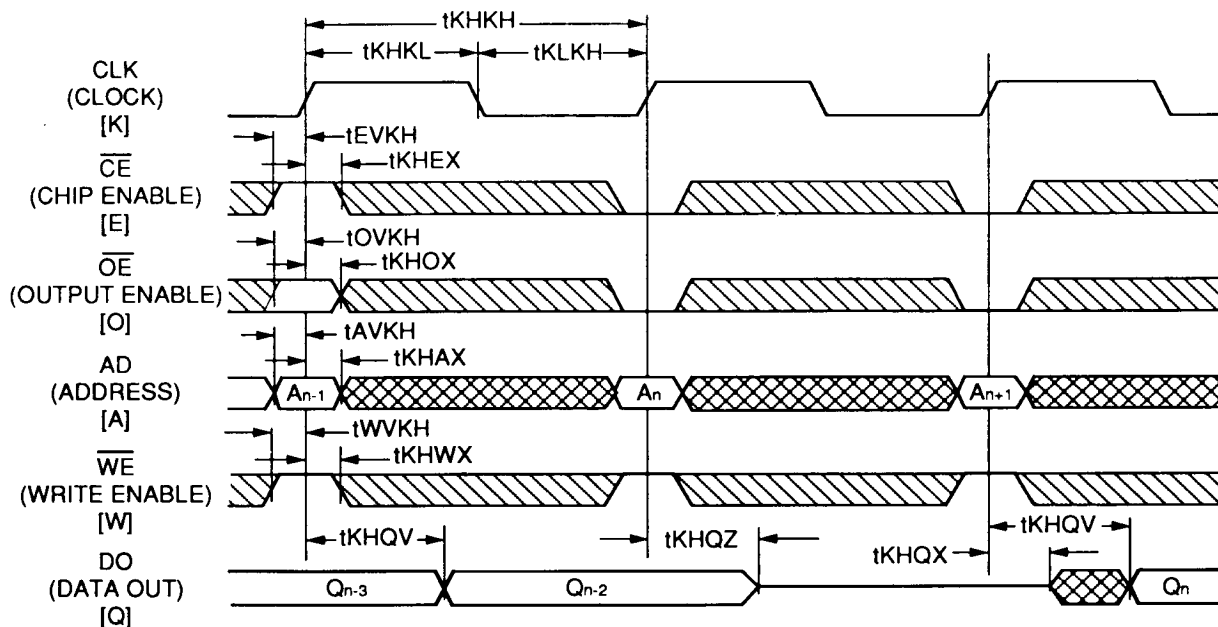 tKHKH
tKHKL tKLKH
CLK
(CLOCK)
[K]
tEVKH
tKHEX
CE
(CHIP ENABLE)
[E]
tOVKH
tKHOX
OE
(OUTPUT ENABLE)
[O]
tAVKH
tKHAX
AD
(ADDRESS)
[A]
An-1 An An+1
tWVKH
tKHWX
WE
(WRITE ENABLE)
[W]
tKHQV tKHQZ tKHQX tKHQV
DO
(DATA OUT)
[Q]
Qn-3 Qn-2 Qn